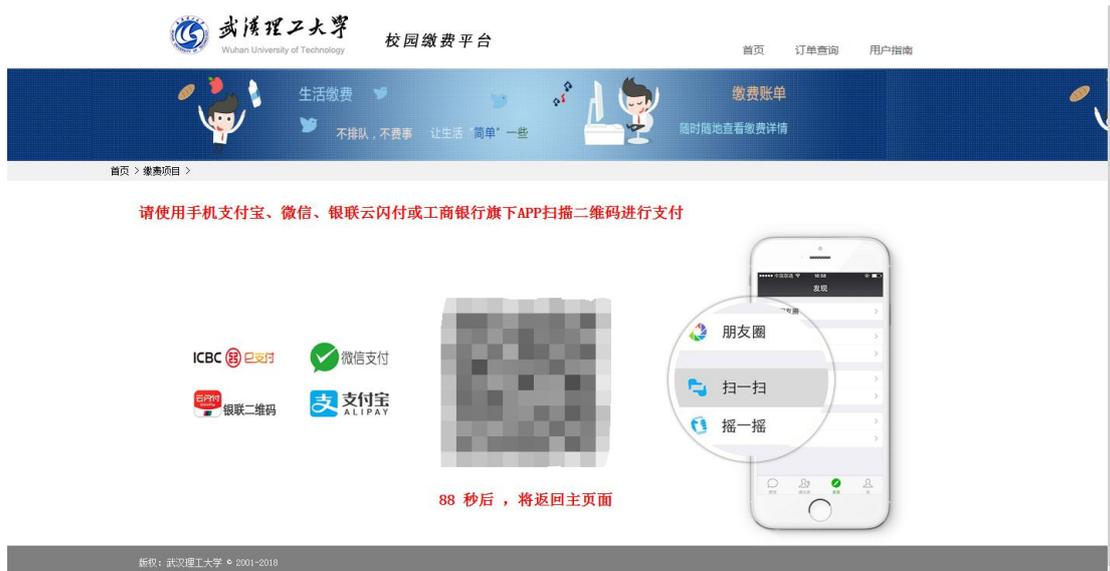 武汉理工大学
Wuhan University of Technology
校园缴费平台
首页 订单查询 用户指南
生活缴费
不排队，不费事 让生活“简单”一些
缴费账单
随时随地查看缴费详情
首页 > 缴费项目 >
请使用手机支付宝、微信、银联云闪付或工商银行旗下APP扫描二维码进行支付
ICBC e支付
微信支付
云闪付
银联二维码
支付宝
ALIPAY
发现
朋友圈
扫一扫
摇一摇
88 秒后 ，将返回主页面
版权：武汉理工大学 © 2001-2018